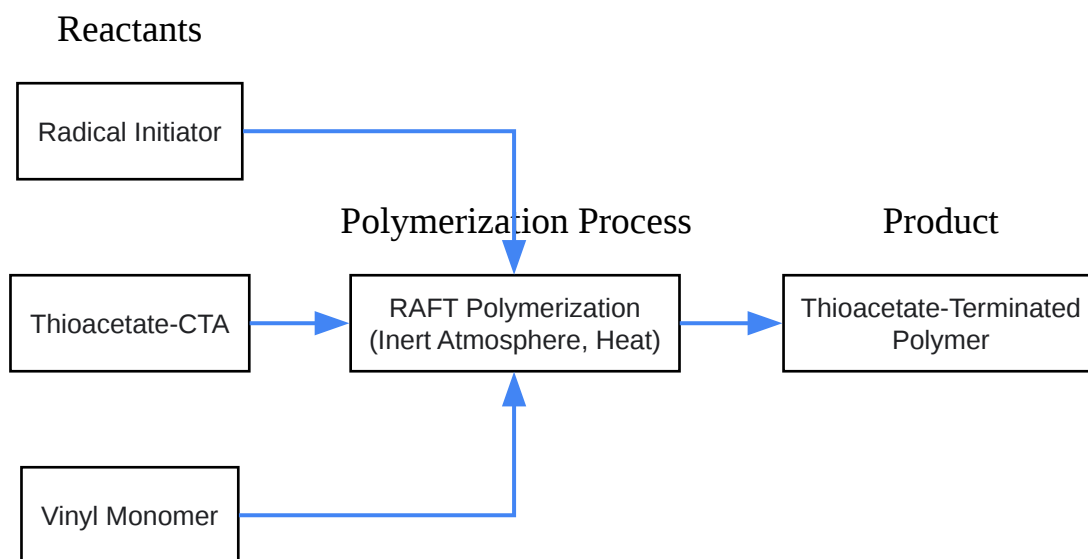 Reactants
Radical Initiator
Polymerization Process
Product
Thioacetate-CTA
RAFT Polymerization
(Inert Atmosphere, Heat)
Thioacetate-Terminated
Polymer
Vinyl Monomer